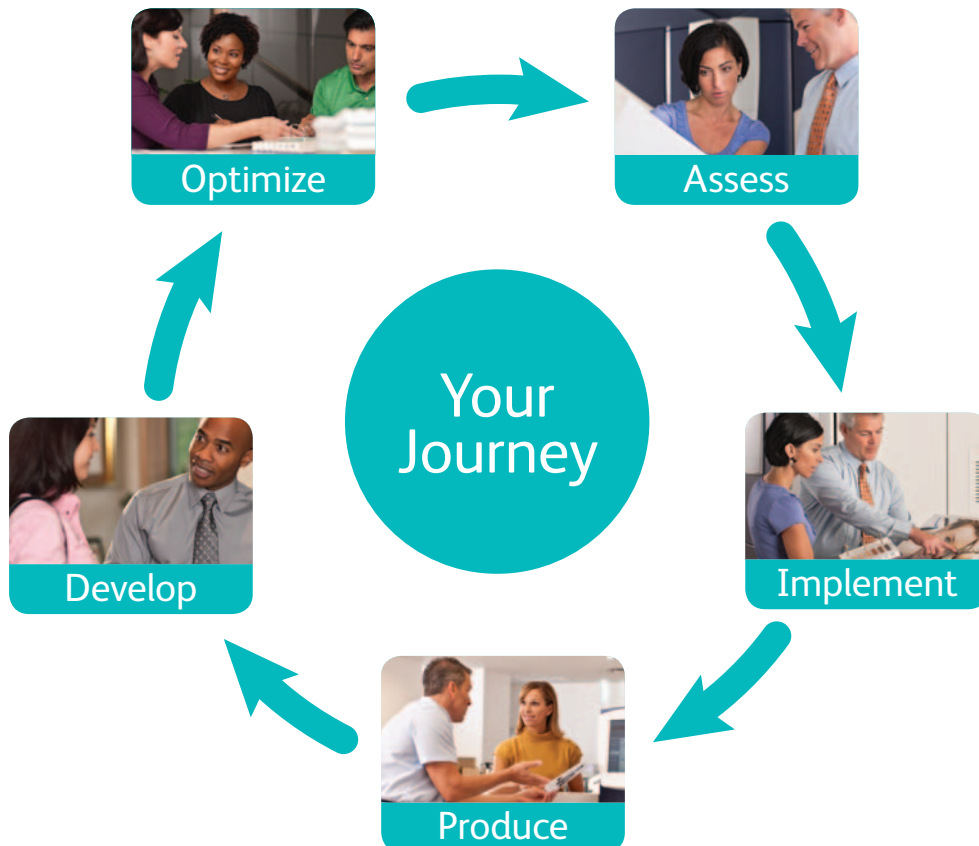 Optimize
Assess
Your
Journey
Develop
Implement
Produce